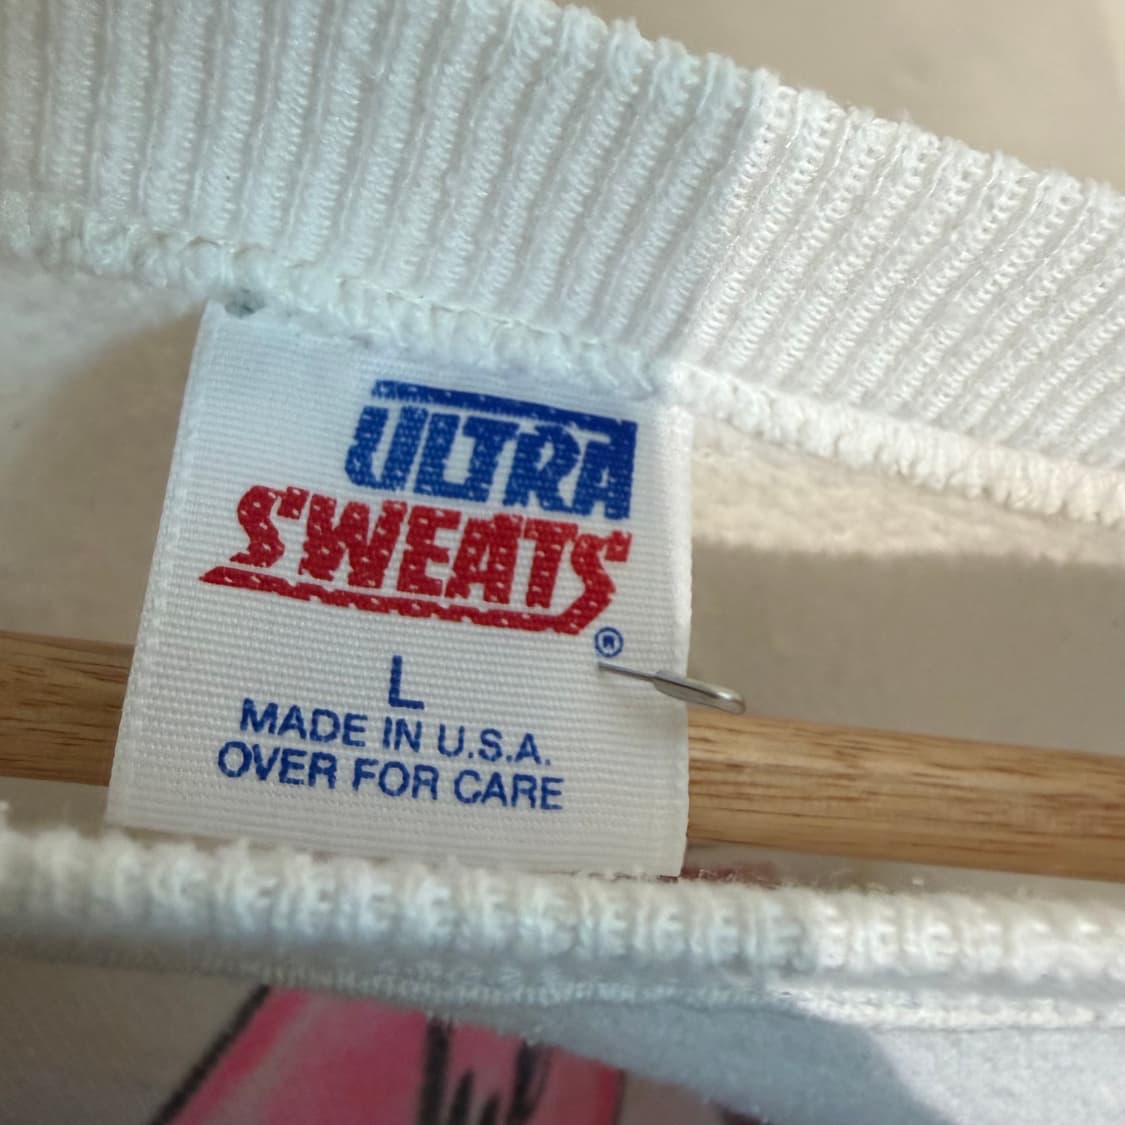 ULTRA
SWEATS
®
L
MADE IN U.S.A.
OVER FOR CARE